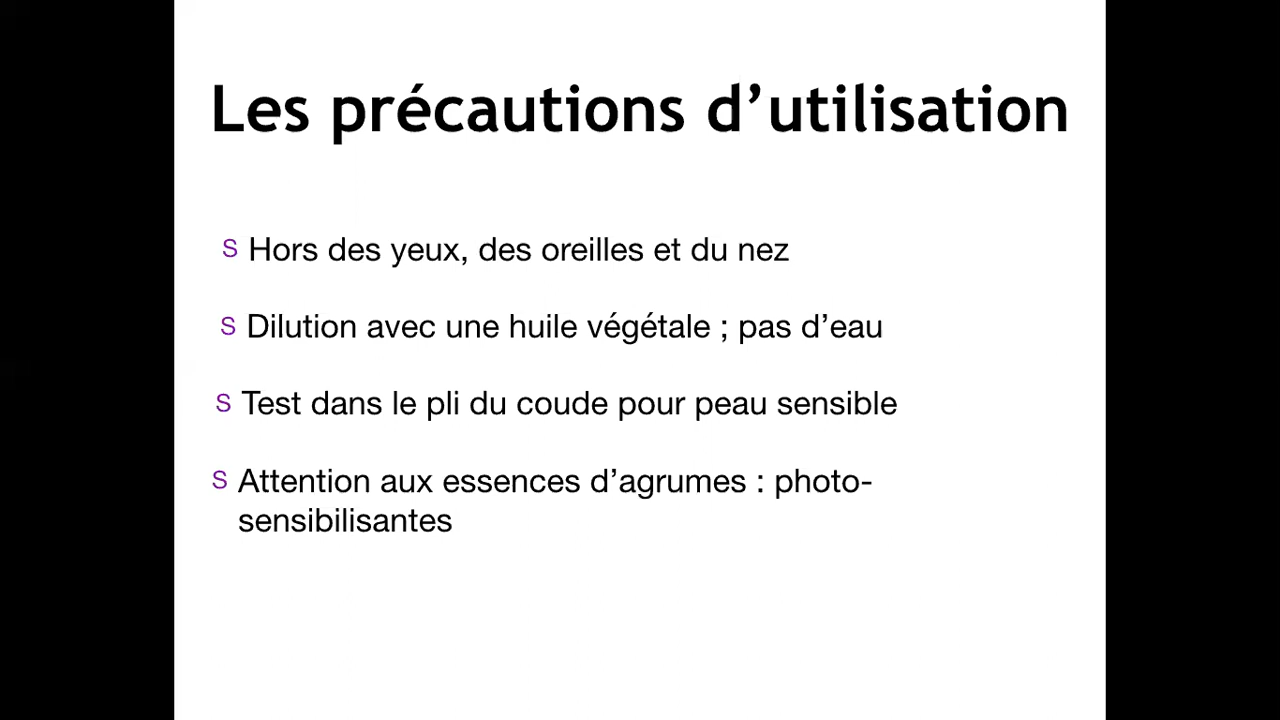 Les précautions d’utilisation
S Hors des yeux, des oreilles et du nez
S Dilution avec une huile végétale ; pas d’eau
S Test dans le pli du coude pour peau sensible
S Attention aux essences d’agrumes : photo-
sensibilisantes